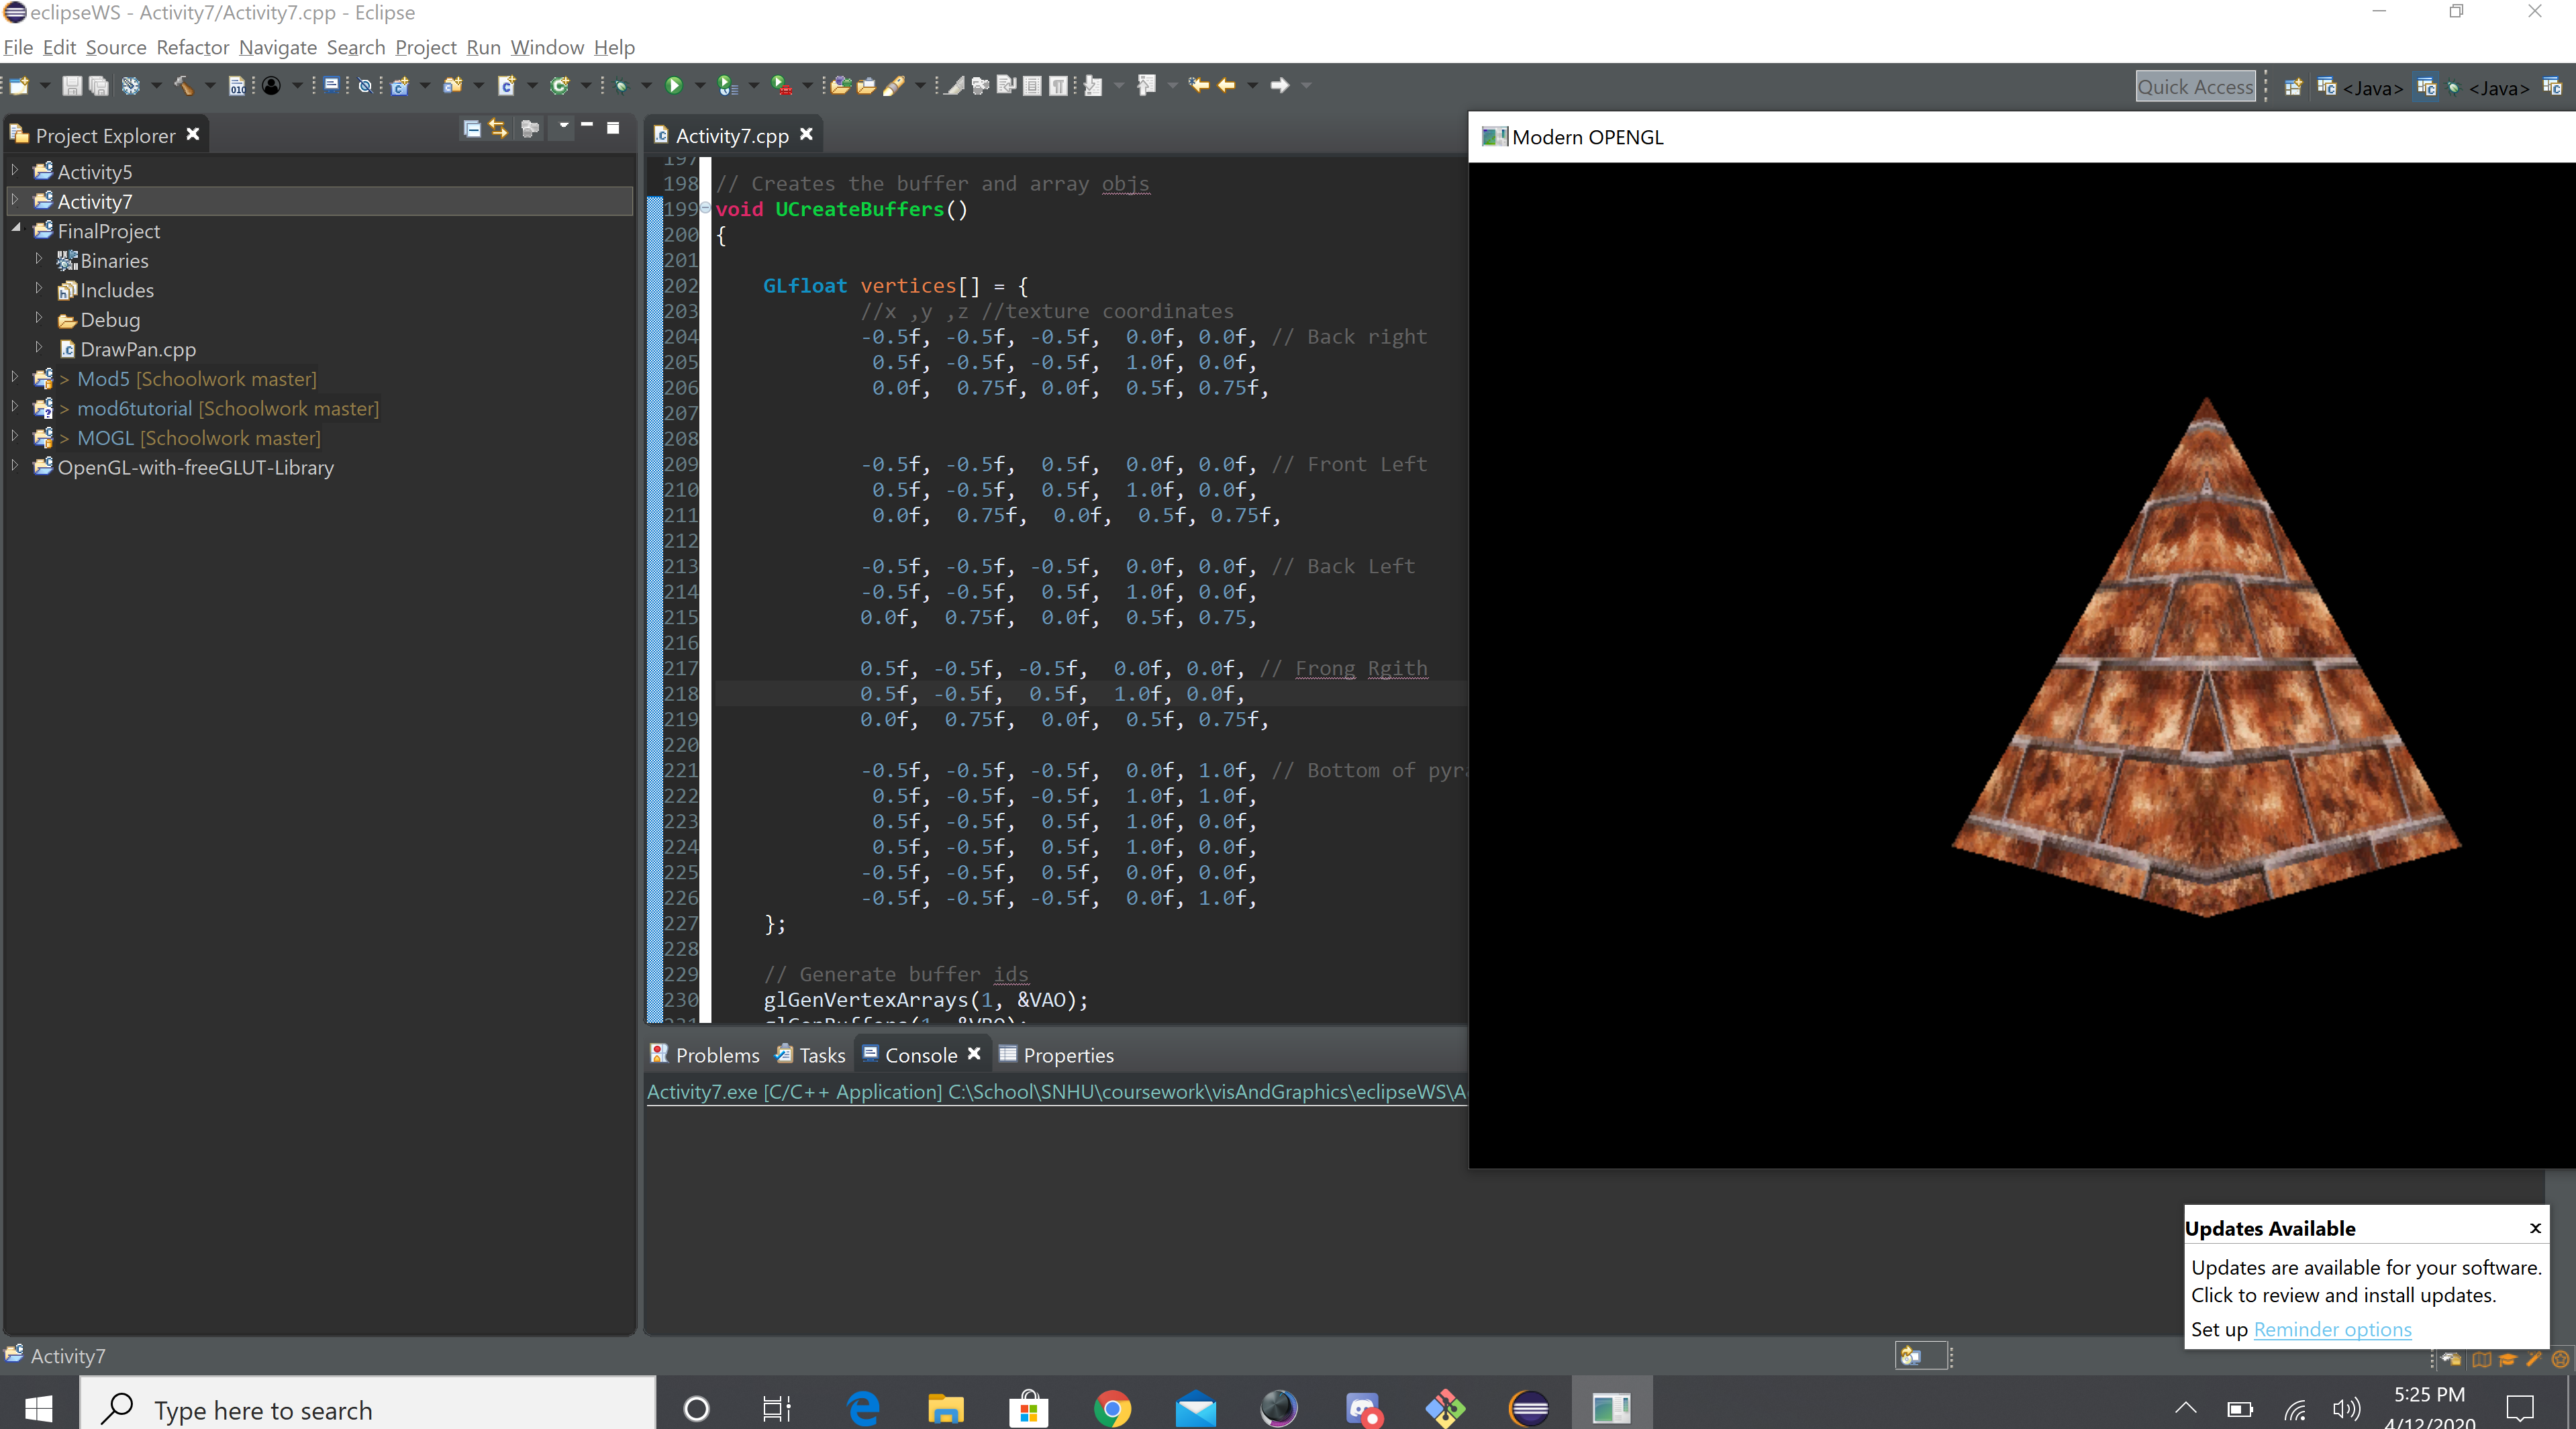 eclipseWS - Activity7/Activity7.cpp - Eclipse
File Edit Source Refactor Navigate Search Project Run Window Help
Quick Access
<Java>
<Java>
Project Explorer
Activity5
Activity7
FinalProject
Binaries
Includes
Debug
DrawPan.cpp
> Mod5 [Schoolwork master]
> mod6tutorial [Schoolwork master]
> MOGL [Schoolwork master]
OpenGL-with-freeGLUT-Library
Activity7.cpp
197
198 // Creates the buffer and array objs
199 void UCreateBuffers()
200 {
201
202 GLfloat vertices[] = {
203 //x ,y ,z //texture coordinates
204 -0.5f, -0.5f, -0.5f, 0.0f, 0.0f, // Back right
205 0.5f, -0.5f, -0.5f, 1.0f, 0.0f,
206 0.0f, 0.75f, 0.0f, 0.5f, 0.75f,
207
208
209 -0.5f, -0.5f, 0.5f, 0.0f, 0.0f, // Front Left
210 0.5f, -0.5f, 0.5f, 1.0f, 0.0f,
211 0.0f, 0.75f, 0.0f, 0.5f, 0.75f,
212
213 -0.5f, -0.5f, -0.5f, 0.0f, 0.0f, // Back Left
214 -0.5f, -0.5f, 0.5f, 1.0f, 0.0f,
215 0.0f, 0.75f, 0.0f, 0.5f, 0.75,
216
217 0.5f, -0.5f, -0.5f, 0.0f, 0.0f, // Frong Rgith
218 0.5f, -0.5f, 0.5f, 1.0f, 0.0f,
219 0.0f, 0.75f, 0.0f, 0.5f, 0.75f,
220
221 -0.5f, -0.5f, -0.5f, 0.0f, 1.0f, // Bottom of pyr
222 0.5f, -0.5f, -0.5f, 1.0f, 1.0f,
223 0.5f, -0.5f, 0.5f, 1.0f, 0.0f,
224 0.5f, -0.5f, 0.5f, 1.0f, 0.0f,
225 -0.5f, -0.5f, 0.5f, 0.0f, 0.0f,
226 -0.5f, -0.5f, -0.5f, 0.0f, 1.0f,
227 };
228
229 // Generate buffer ids
230 glGenVertexArrays(1, &VAO);
231 glGenBuffers(1, &VBO);
Modern OPENGL
Problems Tasks Console Properties
Activity7.exe [C/C++ Application] C:\School\SNHU\coursework\visAndGraphics\eclipseWS\A
Updates Available
x
Updates are available for your software.
Click to review and install updates.
Set up Reminder options
Activity7
Type here to search
5:25 PM
4/12/2020